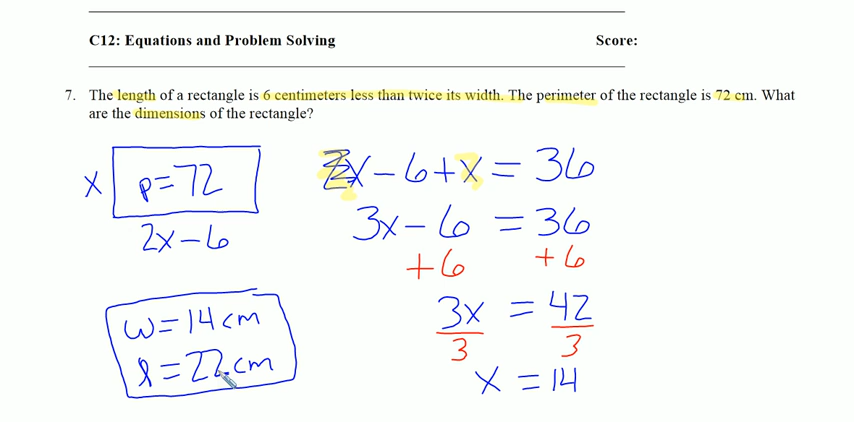 C12: Equations and Problem Solving Score:
7. The length of a rectangle is 6 centimeters less than twice its width. The perimeter of the rectangle is 72 cm. What
are the dimensions of the rectangle?
x p=72
2x-6
2x-6+x=36
3x-6=36
+6 +6
3x=42
3 3
x=14
w=14cm
l=22.cm